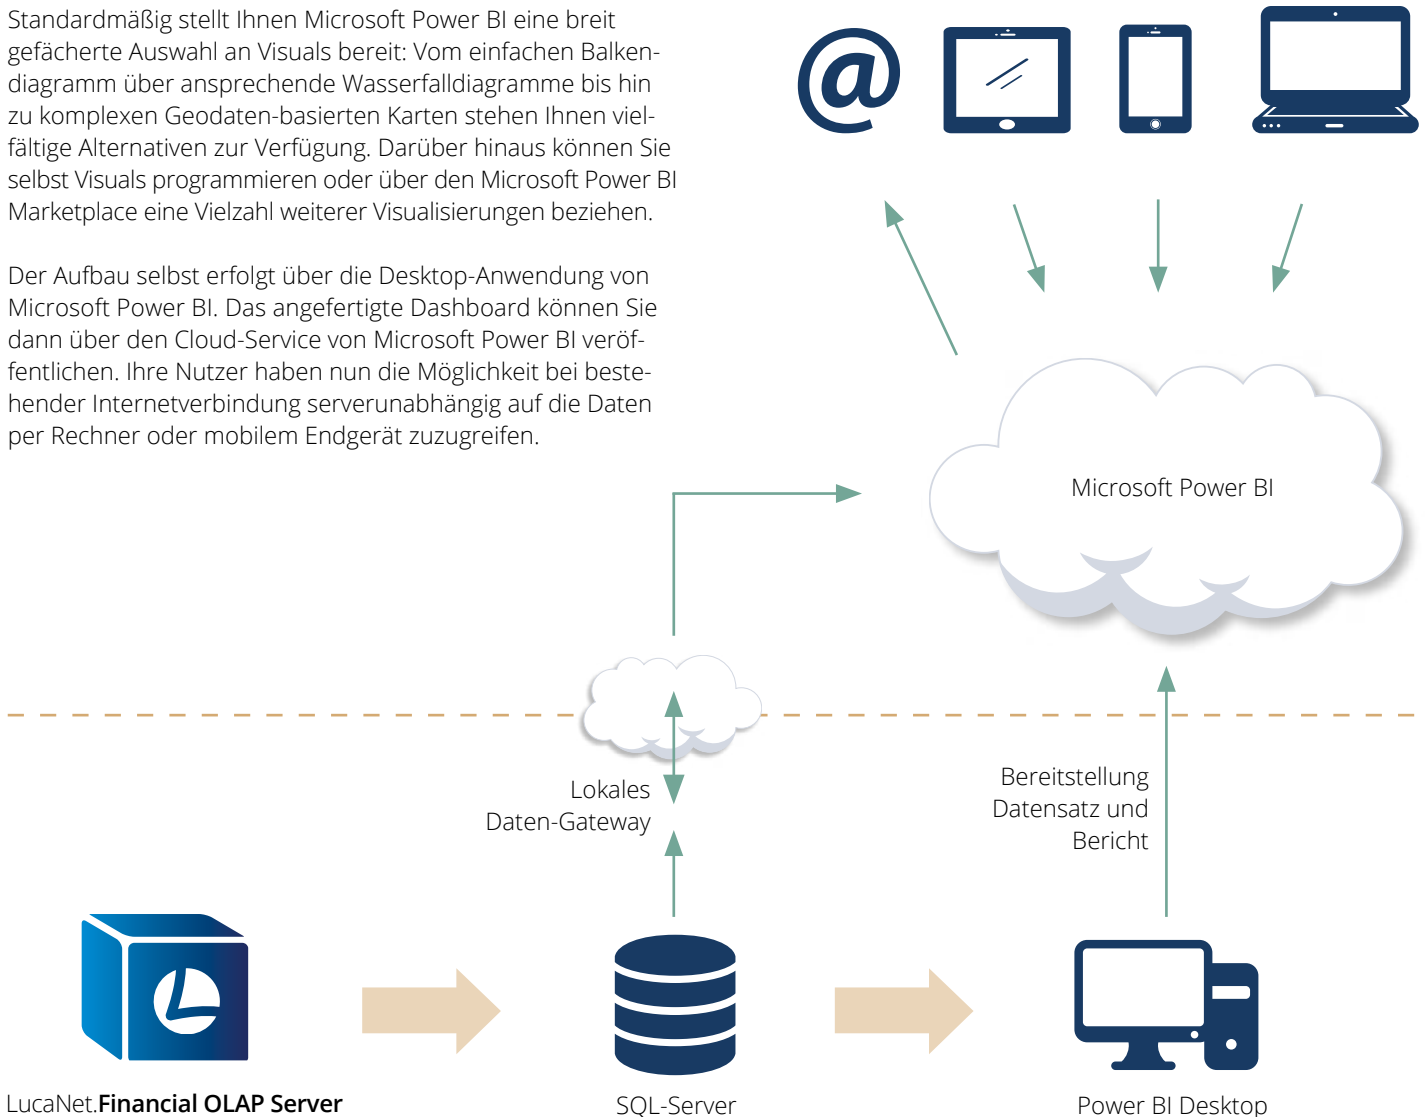 Standardmäßig stellt Ihnen Microsoft Power BI eine breit
gefächerte Auswahl an Visuals bereit: Vom einfachen Balken-
diagramm über ansprechende Wasserfalldiagramme bis hin
zu komplexen Geodaten-basierten Karten stehen Ihnen viel-
fältige Alternativen zur Verfügung. Darüber hinaus können Sie
selbst Visuals programmieren oder über den Microsoft Power BI
Marketplace eine Vielzahl weiterer Visualisierungen beziehen.
Der Aufbau selbst erfolgt über die Desktop-Anwendung von
Microsoft Power BI. Das angefertigte Dashboard können Sie
dann über den Cloud-Service von Microsoft Power BI veröf-
fentlichen. Ihre Nutzer haben nun die Möglichkeit bei beste-
hender Internetverbindung serverunabhängig auf die Daten
per Rechner oder mobilem Endgerät zuzugreifen.
@
Microsoft Power BI
Lokales
Daten-Gateway
Bereitstellung
Datensatz und
Bericht
LucaNet.Financial OLAP Server
SQL-Server
Power BI Desktop